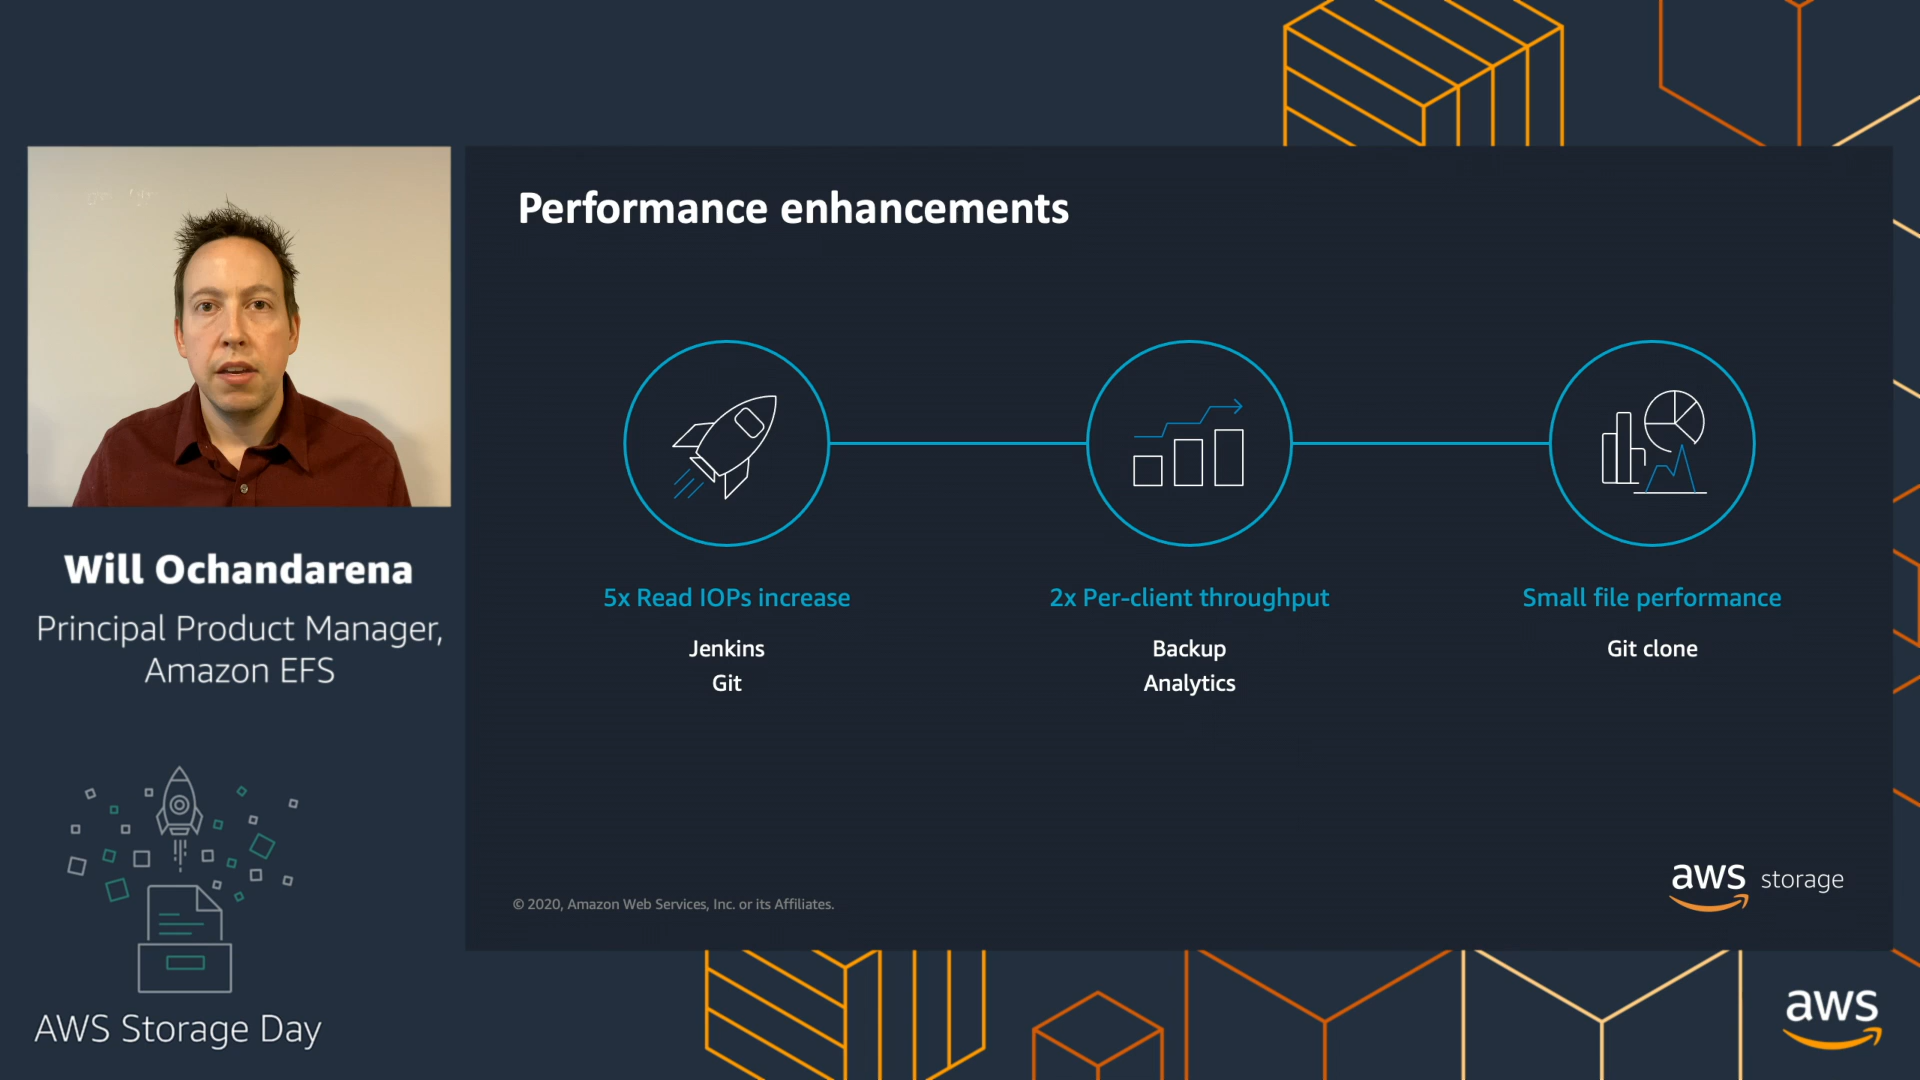 Performance enhancements
5x Read IOPs increase
Jenkins
Git
2x Per-client throughput
Backup
Analytics
Small file performance
Git clone
© 2020, Amazon Web Services, Inc. or its Affiliates.
aws storage
Will Ochandarena
Principal Product Manager,
Amazon EFS
AWS Storage Day
aws